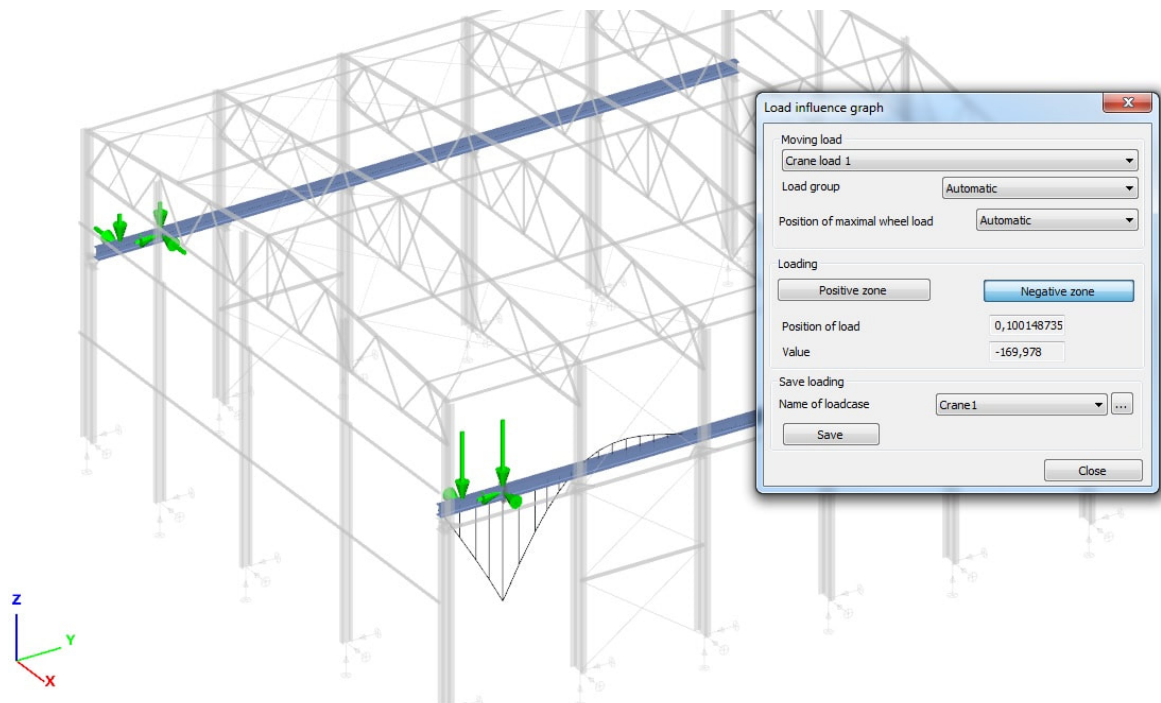 Load influence graph
Moving load
Crane load 1
Load group Automatic
Position of maximal wheel load Automatic
Loading
Positive zone Negative zone
Position of load 0,100148735
Value -169,978
Save loading
Name of loadcase Crane1 ...
Save
Close
Z
Y
X